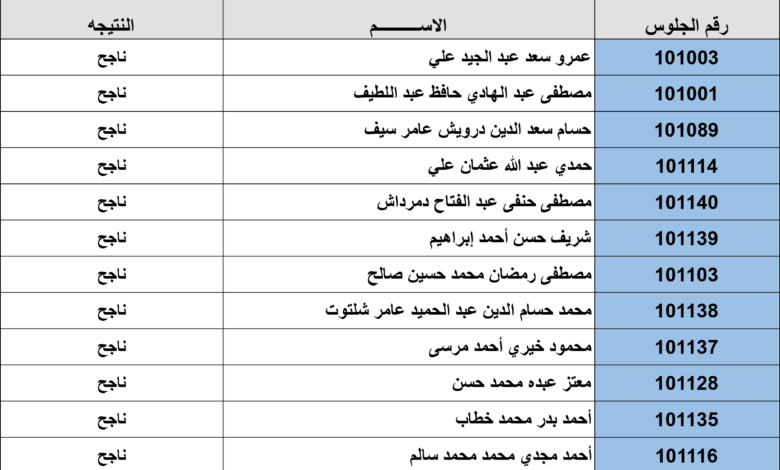 رقم الجلوس الاســـــــــم النتيجه
101003 عمرو سعد عبد الجيد علي ناجح
101001 مصطفى عبد الهادي حافظ عبد اللطيف ناجح
101089 حسام سعد الدين درويش عامر سيف ناجح
101114 حمدي عبد الله عثمان علي ناجح
101140 مصطفى حنفى عبد الفتاح دمرداش ناجح
101139 شريف حسن أحمد إبراهيم ناجح
101103 مصطفى رمضان محمد حسين صالح ناجح
101138 محمد حسام الدين عبد الحميد عامر شلتوت ناجح
101137 محمود خيري أحمد مرسى ناجح
101128 معتز عبده محمد حسن ناجح
101135 أحمد بدر محمد خطاب ناجح
101116 أحمد مجدي محمد محمد سالم ناجح